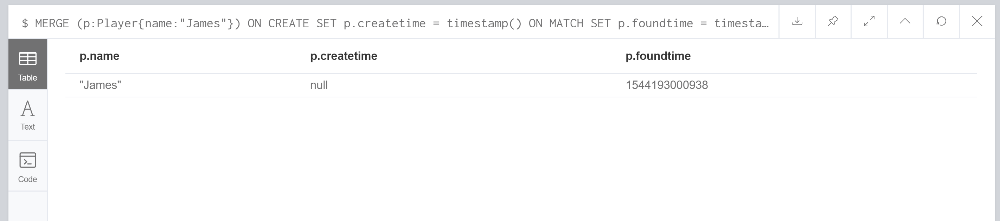 $ MERGE (p:Player{name:"James"}) ON CREATE SET p.createtime = timestamp() ON MATCH SET p.foundtime = timesta…
p.name p.createtime p.foundtime
"James" null 1544193000938
Table
Text
Code